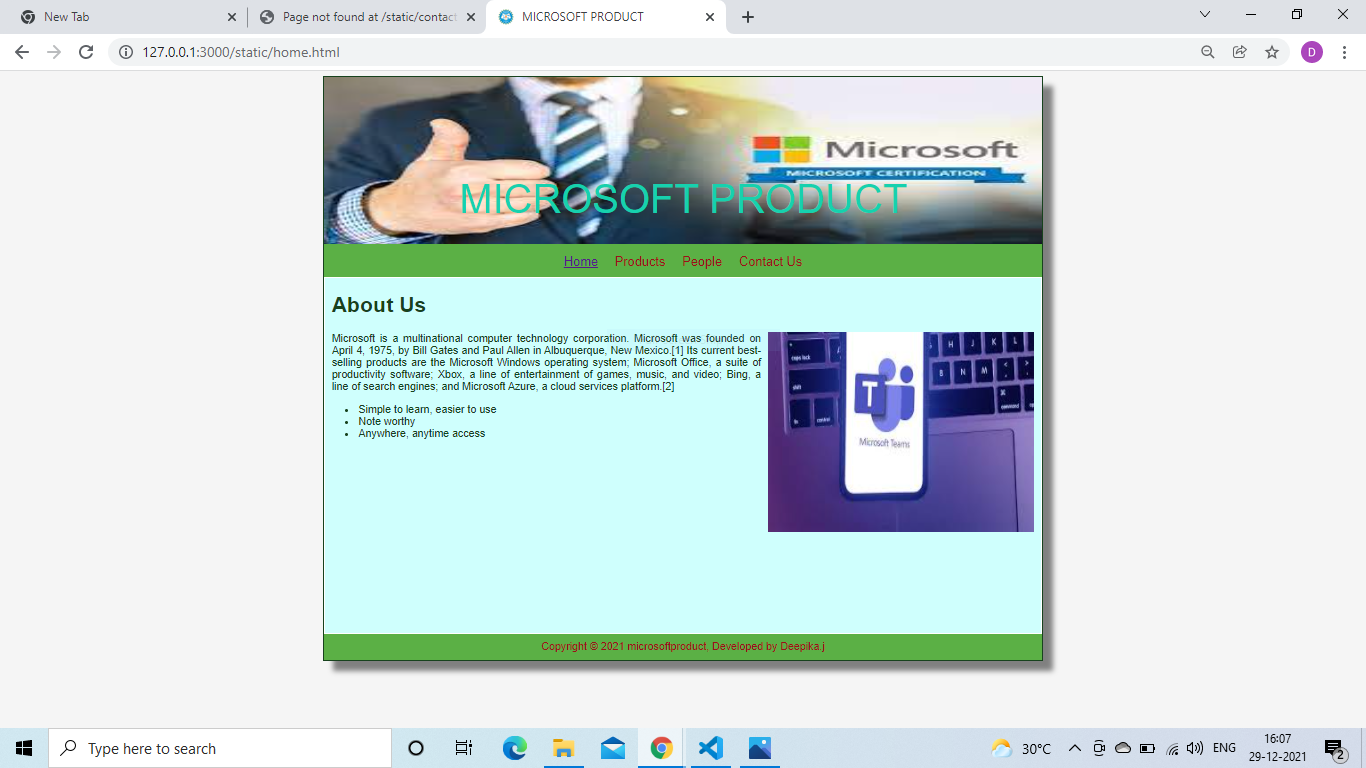 New Tab
Page not found at /static/contact
MICROSOFT PRODUCT
127.0.0.1:3000/static/home.html
D
Microsoft
MICROSOFT CERTIFICATION
MICROSOFT PRODUCT
Home Products People Contact Us
About Us
Microsoft is a multinational computer technology corporation. Microsoft was founded on
April 4, 1975, by Bill Gates and Paul Allen in Albuquerque, New Mexico.[1] Its current best-
selling products are the Microsoft Windows operating system; Microsoft Office, a suite of
productivity software; Xbox, a line of entertainment of games, music, and video; Bing, a
line of search engines; and Microsoft Azure, a cloud services platform.[2]
Simple to learn, easier to use
Note worthy
Anywhere, anytime access
caps lock
shift
fn
control
T
Microsoft Teams
H J K L
B N M
command
Copyright © 2021 microsoftproduct, Developed by Deepika j
Type here to search
30°C
ENG
16:07
29-12-2021
2